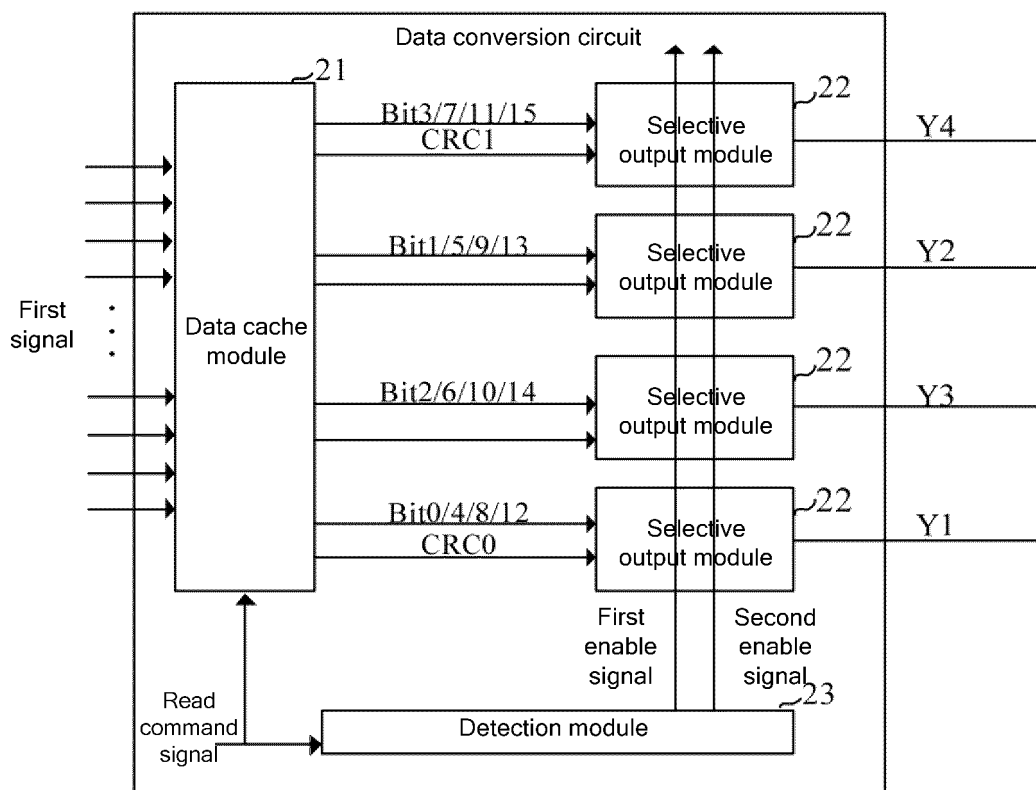 Data conversion circuit
21
Bit3/7/11/15
CRC1
Selective
output module
22
Y4
Bit1/5/9/13
Selective
output module
22
Y2
First
signal
Data cache
module
Bit2/6/10/14
Selective
output module
22
Y3
Bit0/4/8/12
CRC0
Selective
output module
22
Y1
First
enable
signal
Second
enable
signal
Read
command
signal
Detection module
23